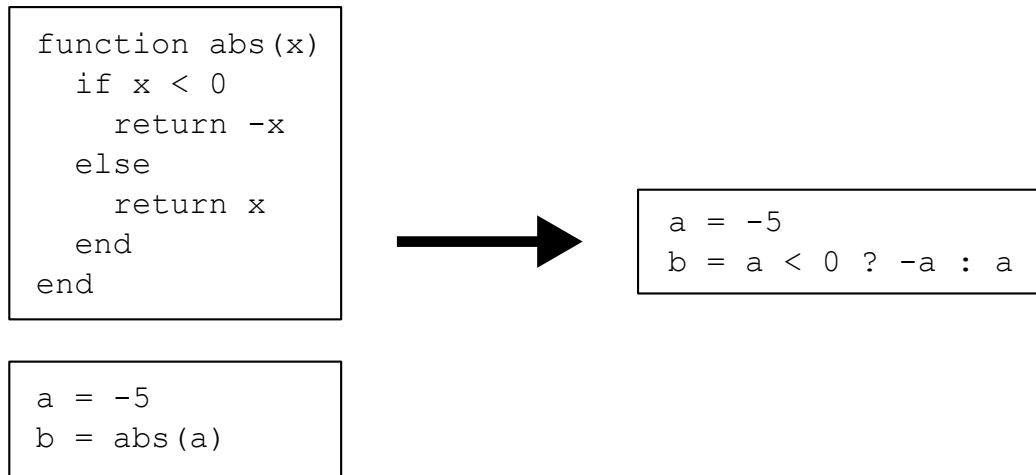 function abs(x)
  if x < 0
    return -x
  else
    return x
  end
end
a = -5
b = abs(a)
a = -5
b = a < 0 ? -a : a